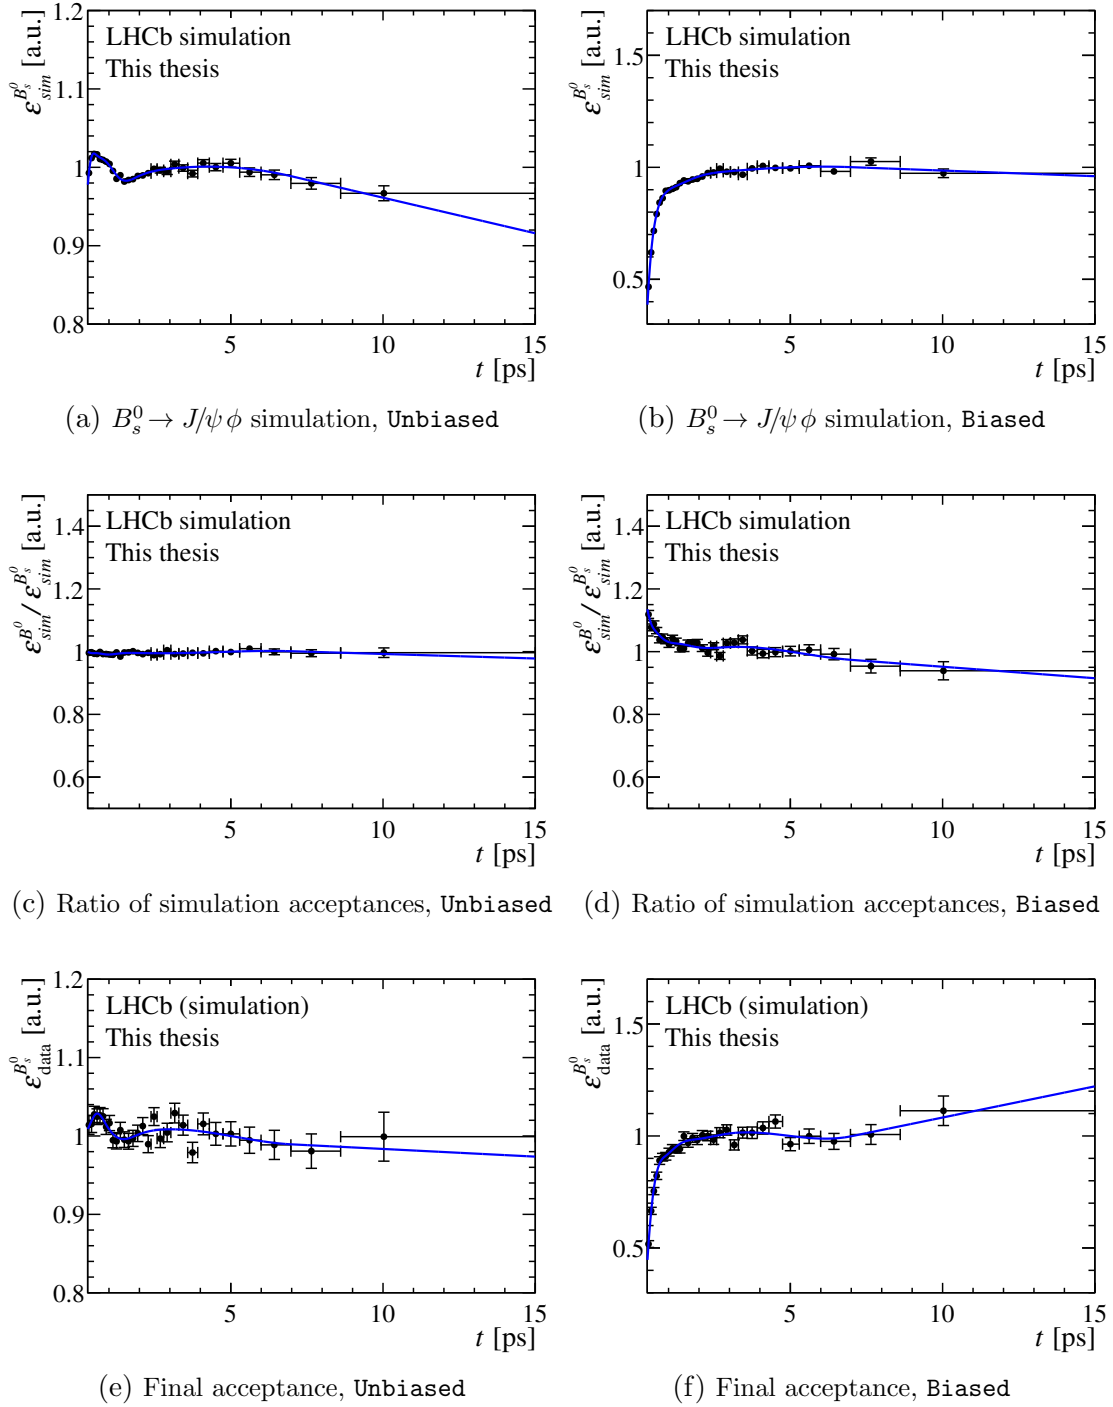 ε^{B_s^0}_{sim} [a.u.]
1.2
1.1
1
0.9
0.8
LHCb simulation
This thesis
5 10 15
t [ps]
(a) B_s^0 → J/ψ ϕ simulation, Unbiased
ε^{B_s^0}_{sim} [a.u.]
1.5
1
0.5
LHCb simulation
This thesis
5 10 15
t [ps]
(b) B_s^0 → J/ψ ϕ simulation, Biased
ε^{B^0}_{sim} / ε^{B_s^0}_{sim} [a.u.]
1.4
1.2
1
0.8
0.6
LHCb simulation
This thesis
5 10 15
t [ps]
(c) Ratio of simulation acceptances, Unbiased
ε^{B^0}_{sim} / ε^{B_s^0}_{sim} [a.u.]
1.4
1.2
1
0.8
0.6
LHCb simulation
This thesis
5 10 15
t [ps]
(d) Ratio of simulation acceptances, Biased
ε^{B_s^0}_{data} [a.u.]
1.2
1.1
1
0.9
0.8
LHCb (simulation)
This thesis
5 10 15
t [ps]
(e) Final acceptance, Unbiased
ε^{B_s^0}_{data} [a.u.]
1.5
1
0.5
LHCb (simulation)
This thesis
5 10 15
t [ps]
(f) Final acceptance, Biased